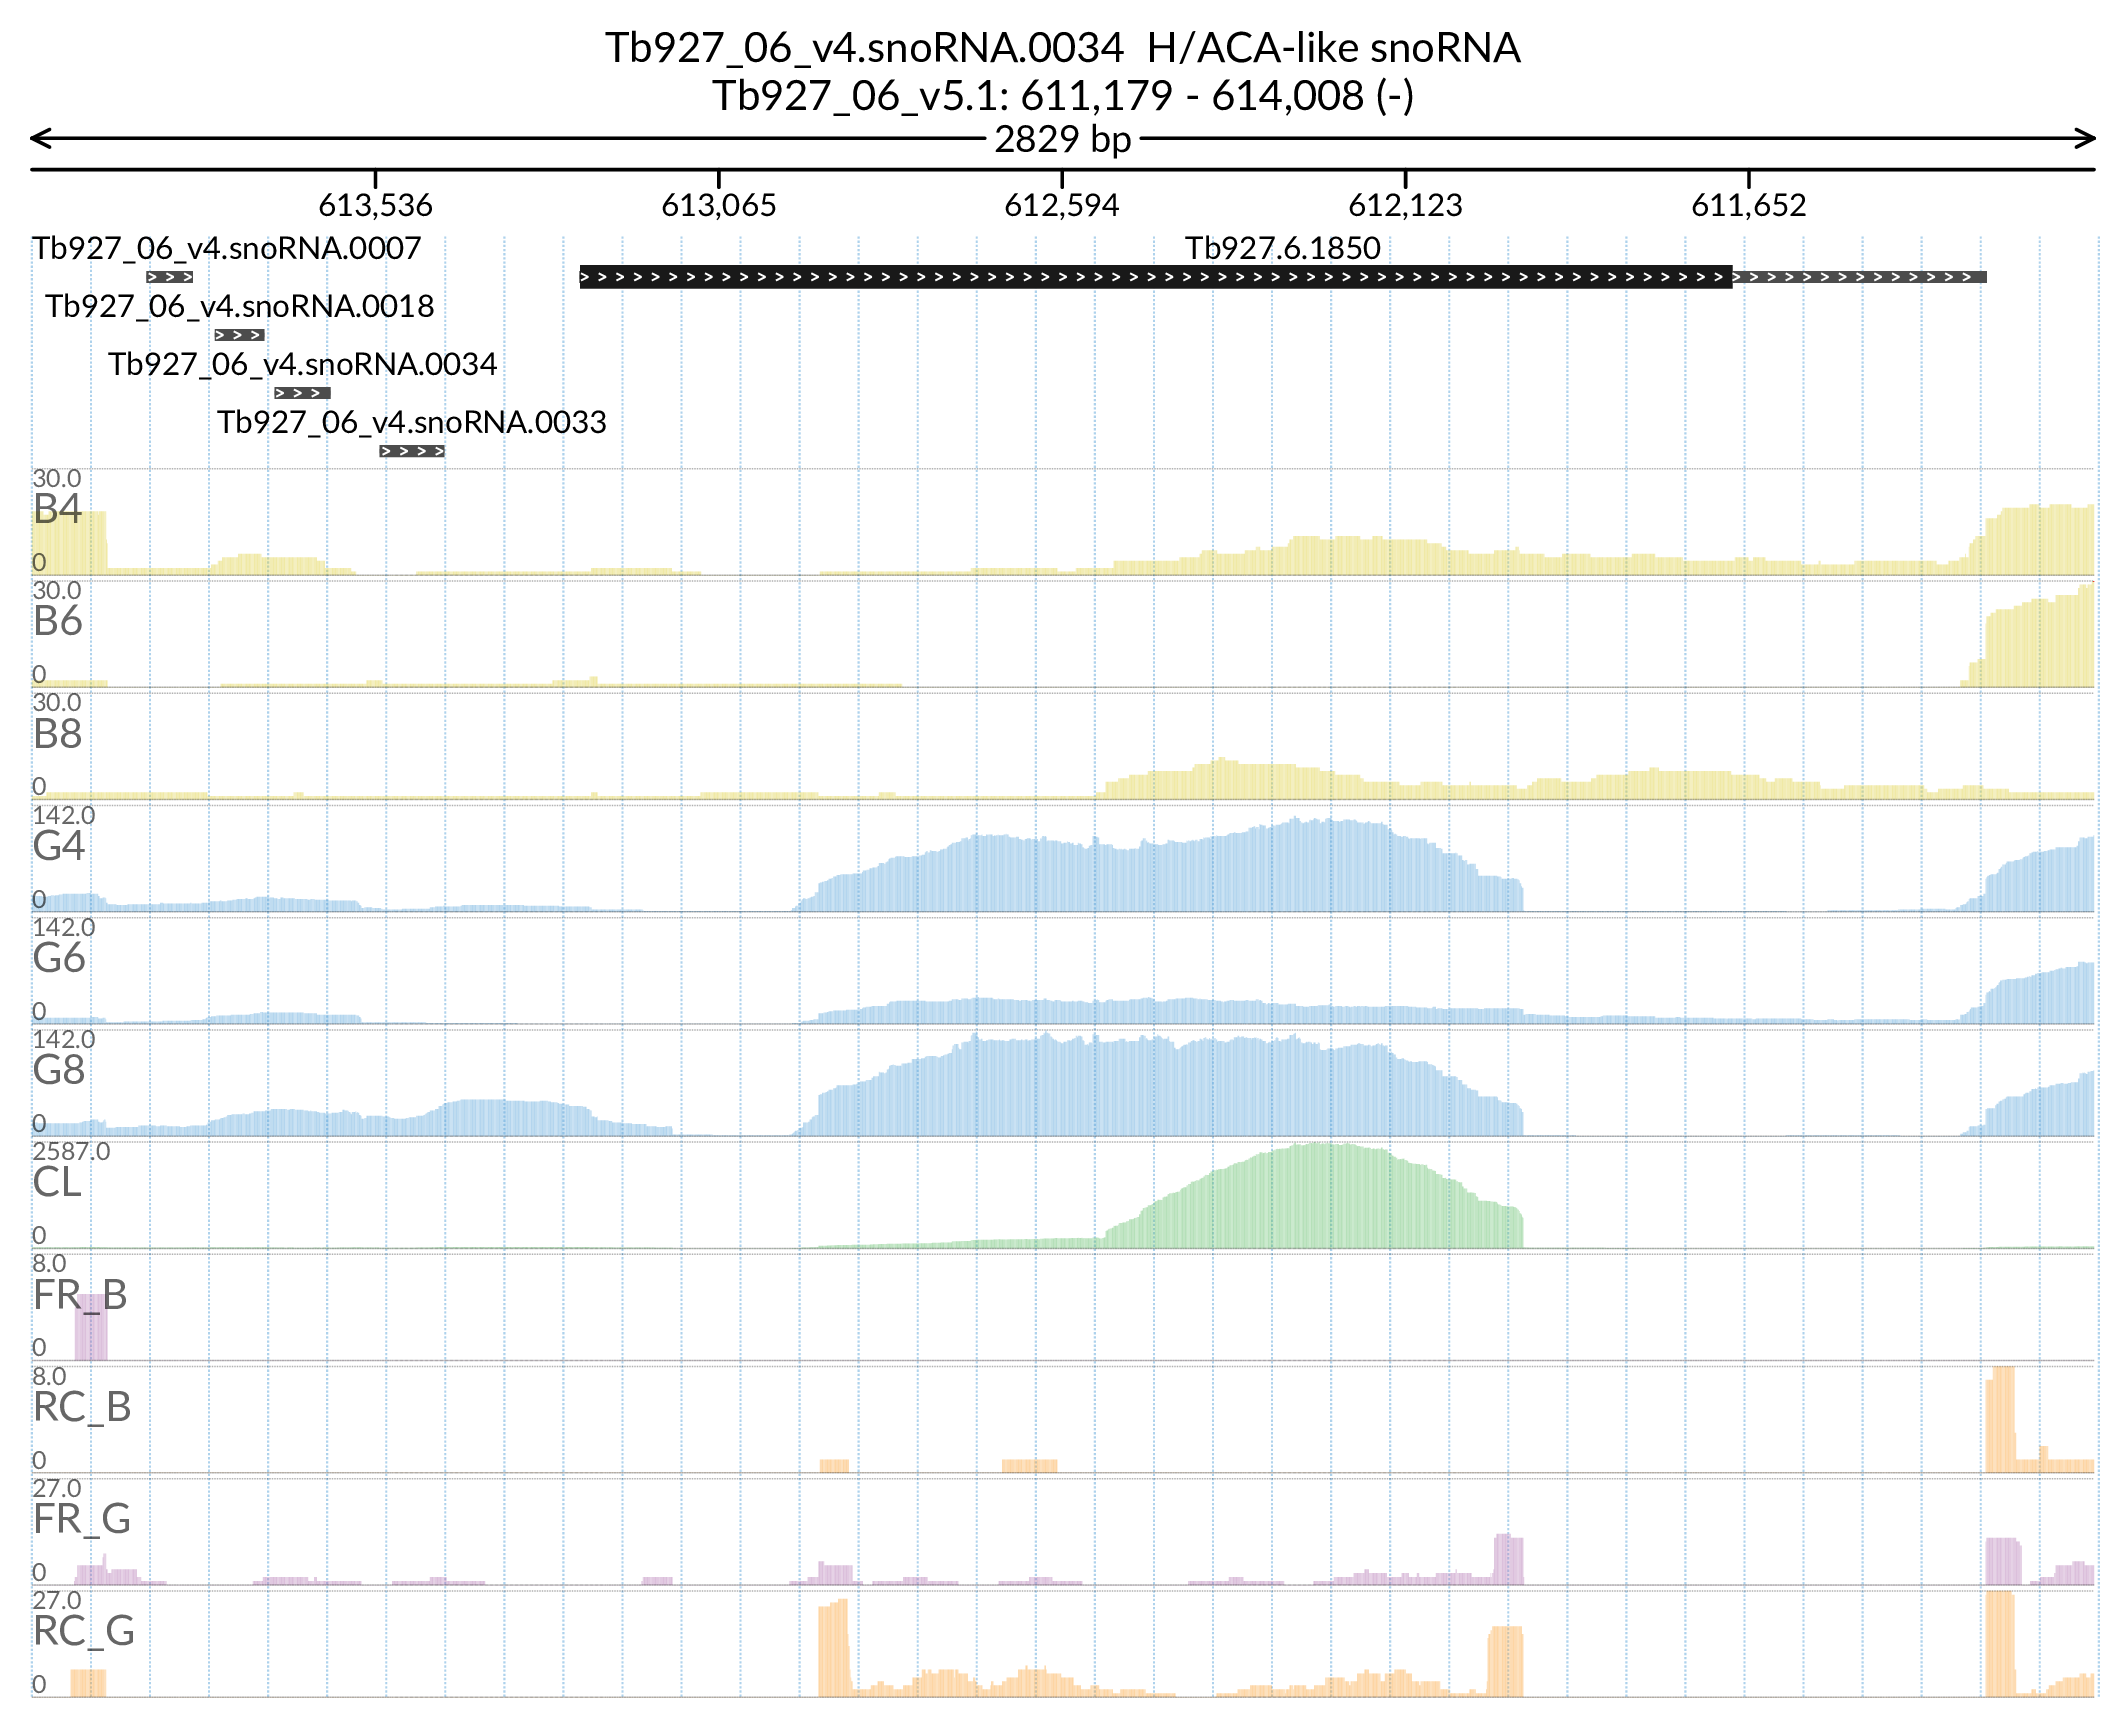 Tb927_06_v4.snoRNA.0034 H/ACA-like snoRNA
Tb927_06_v5.1: 611,179 - 614,008 (-)
2829 bp
613,536 613,065 612,594 612,123 611,652
Tb927_06_v4.snoRNA.0007 Tb927.6.1850
Tb927_06_v4.snoRNA.0018
Tb927_06_v4.snoRNA.0034
Tb927_06_v4.snoRNA.0033
30.0
B4
0
30.0
B6
0
30.0
B8
0
142.0
G4
0
142.0
G6
0
142.0
G8
0
2587.0
CL
0
8.0
FR_B
0
8.0
RC_B
0
27.0
FR_G
0
27.0
RC_G
0